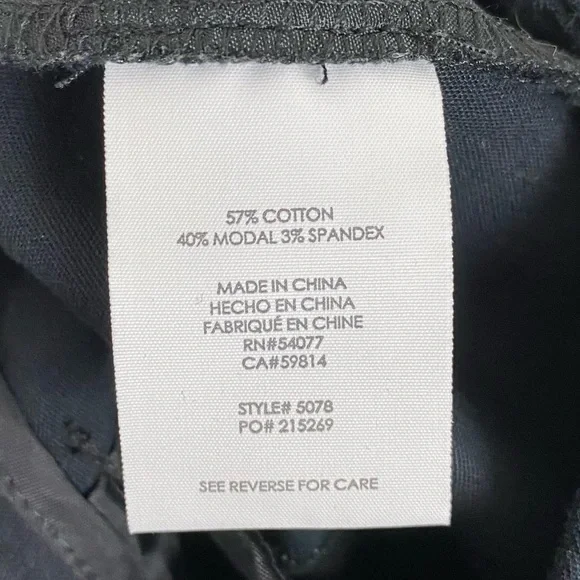 57% COTTON
40% MODAL 3% SPANDEX
MADE IN CHINA
HECHO EN CHINA
FABRIQUÉ EN CHINE
RN#54077
CA#59814
STYLE# 5078
PO# 215269
SEE REVERSE FOR CARE